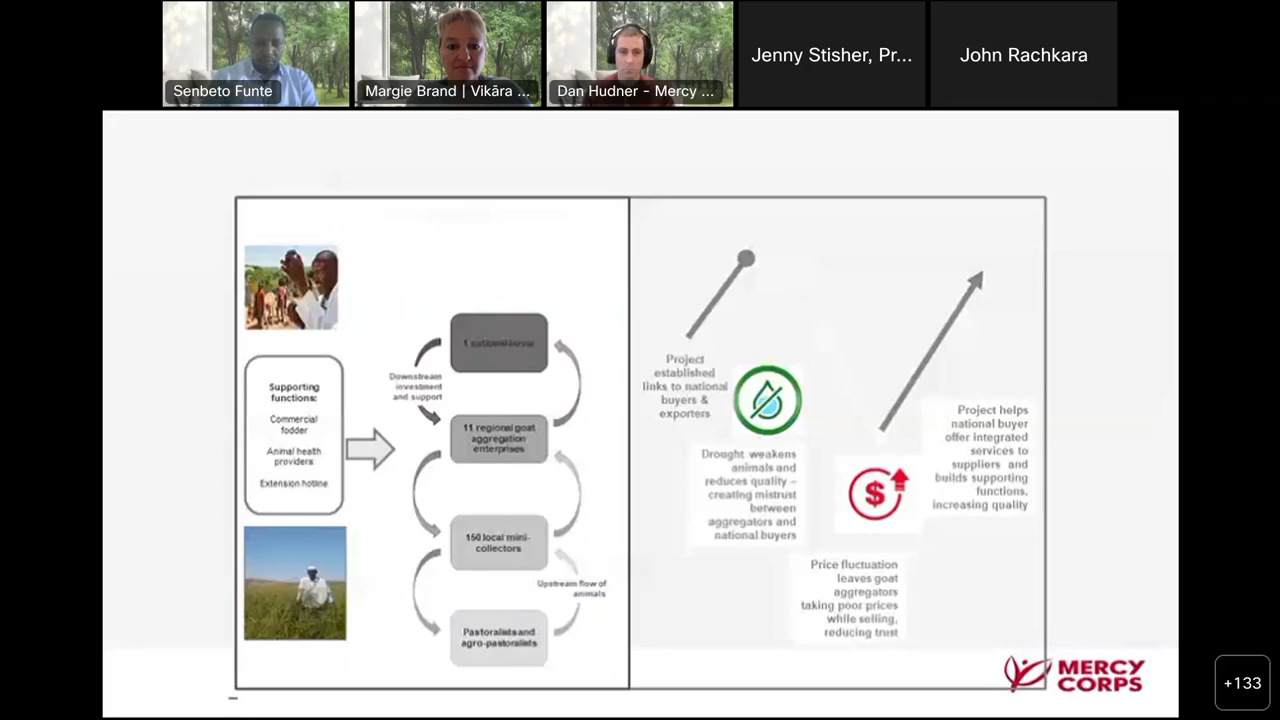 Senbeto Funte
Margie Brand | Vikāra ...
Dan Hudner - Mercy ...
Jenny Stisher, Pr...
John Rachkara
Supporting
functions:
Commercial
fodder
Animal health
providers
Extension hotline
1 national buyer
Downstream
investment
and support
11 regional goat
aggregation
enterprises
150 local mini-
collectors
Upstream flow of
animals
Pastoralists and
agro-pastoralists
Project
established
links to national
buyers &
exporters
Drought weakens
animals and
reduces quality –
creating mistrust
between
aggregators and
national buyers
$
Price fluctuation
leaves goat
aggregators
taking poor prices
while selling,
reducing trust
Project helps
national buyer
offer integrated
services to
suppliers and
builds supporting
functions,
increasing quality
MERCY
CORPS
+133